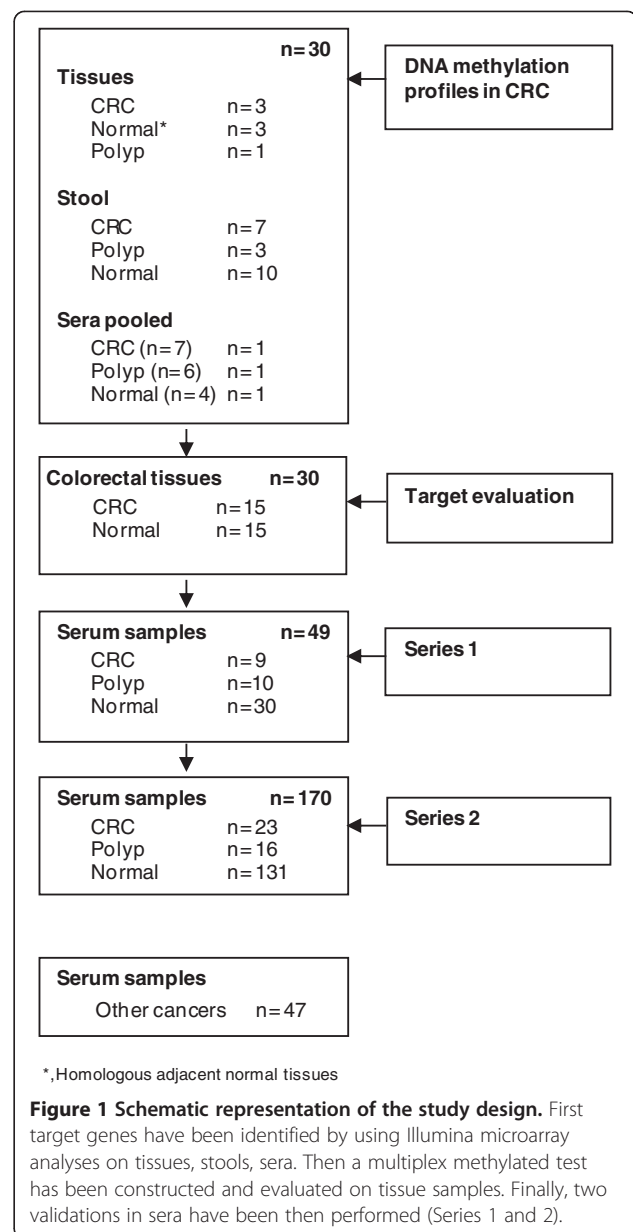 n=30
Tissues
CRC n=3
Normal* n=3
Polyp n=1
Stool
CRC n=7
Polyp n=3
Normal n=10
Sera pooled
CRC (n=7) n=1
Polyp (n=6) n=1
Normal (n=4) n=1
DNA methylation
profiles in CRC
Colorectal tissues n=30
CRC n=15
Normal n=15
Target evaluation
Serum samples n=49
CRC n=9
Polyp n=10
Normal n=30
Series 1
Serum samples n=170
CRC n=23
Polyp n=16
Normal n=131
Series 2
Serum samples
Other cancers n=47
*,Homologous adjacent normal tissues
Figure 1 Schematic representation of the study design. First
target genes have been identified by using Illumina microarray
analyses on tissues, stools, sera. Then a multiplex methylated test
has been constructed and evaluated on tissue samples. Finally, two
validations in sera have been then performed (Series 1 and 2).